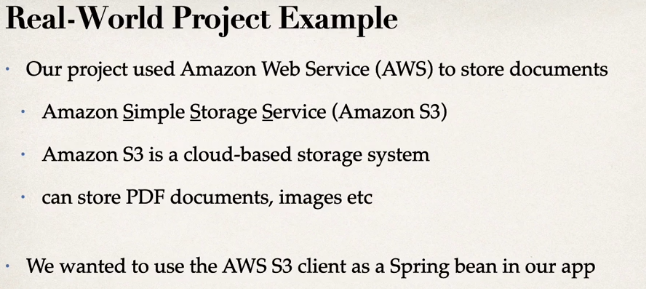 Real-World Project Example
· Our project used Amazon Web Service (AWS) to store documents
· Amazon Simple Storage Service (Amazon S3)
· Amazon S3 is a cloud-based storage system
· can store PDF documents, images etc
· We wanted to use the AWS S3 client as a Spring bean in our app